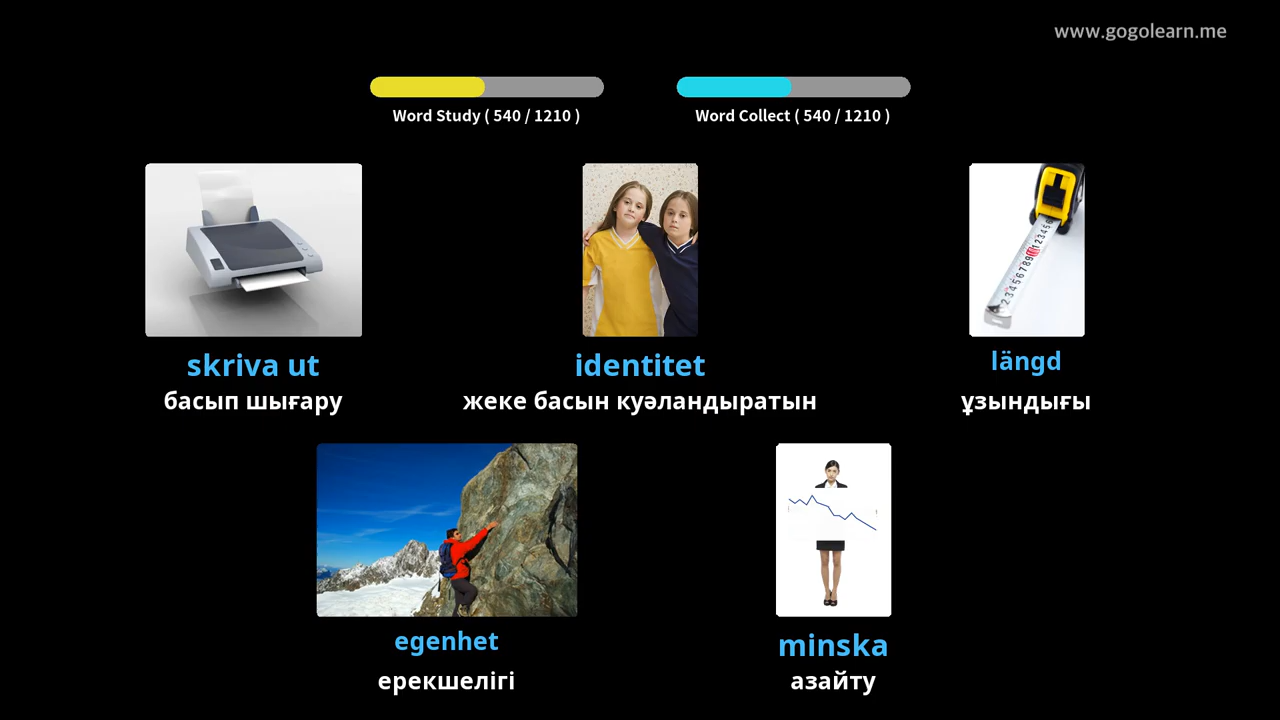 www.gogolearn.me
Word Study ( 540 / 1210 )
Word Collect ( 540 / 1210 )
skriva ut
басып шығару
identitet
жеке басын куәландыратын
längd
ұзындығы
egenhet
ерекшелігі
minska
азайту